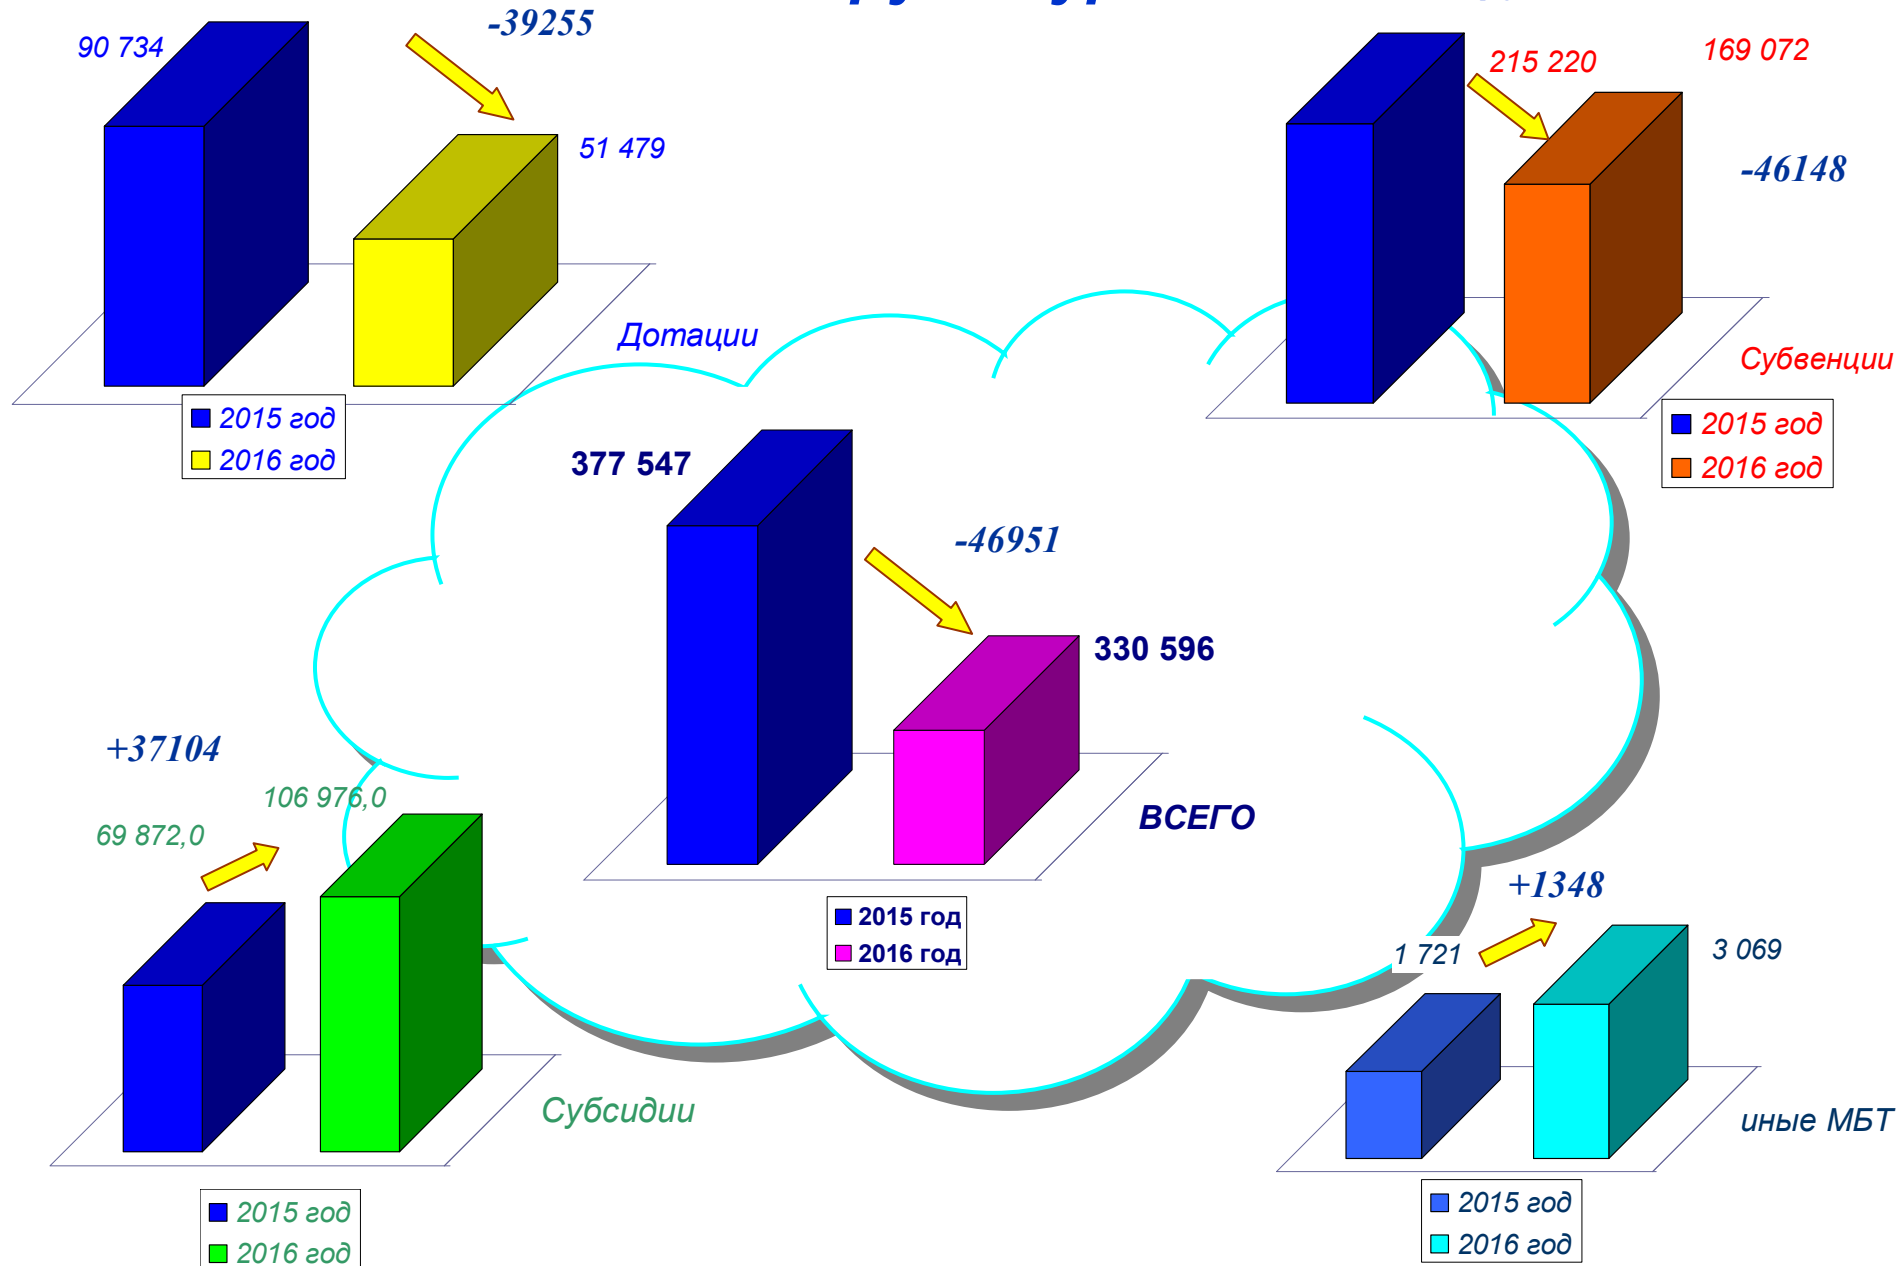 90 734
-39255
51 479
Дотации
2015 год
2016 год
215 220
169 072
-46148
Субвенции
2015 год
2016 год
377 547
-46951
330 596
ВСЕГО
2015 год
2016 год
+37104
106 976,0
69 872,0
Субсидии
2015 год
2016 год
+1348
1 721
3 069
иные МБТ
2015 год
2016 год